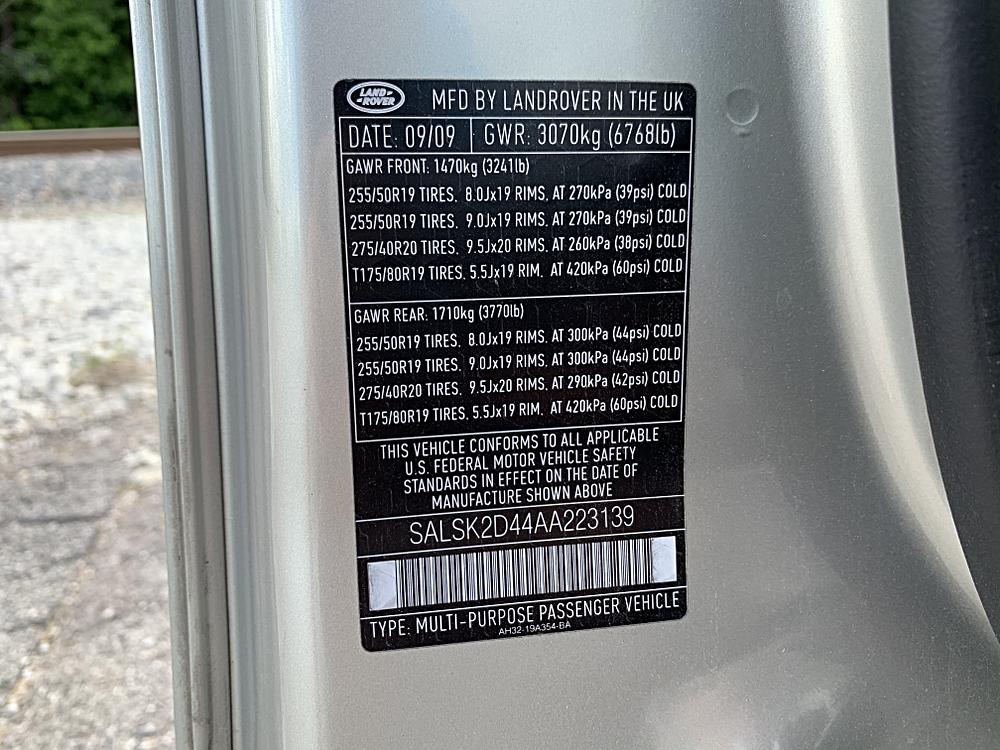 LAND-
-ROVER
MFD BY LANDROVER IN THE UK
DATE: 09/09 GWR: 3070kg (6768lb)
GAWR FRONT: 1470kg (3241lb)
255/50R19 TIRES. 8.0Jx19 RIMS. AT 270kPa (39psi) COLD
255/50R19 TIRES. 9.0Jx19 RIMS. AT 270kPa (39psi) COLD
275/40R20 TIRES. 9.5Jx20 RIMS. AT 260kPa (38psi) COLD
T175/80R19 TIRES. 5.5Jx19 RIM. AT 420kPa (60psi) COLD
GAWR REAR: 1710kg (3770lb)
255/50R19 TIRES. 8.0Jx19 RIMS. AT 300kPa (44psi) COLD
255/50R19 TIRES. 9.0Jx19 RIMS. AT 300kPa (44psi) COLD
275/40R20 TIRES. 9.5Jx20 RIMS. AT 290kPa (42psi) COLD
T175/80R19 TIRES. 5.5Jx19 RIM. AT 420kPa (60psi) COLD
THIS VEHICLE CONFORMS TO ALL APPLICABLE
U.S. FEDERAL MOTOR VEHICLE SAFETY
STANDARDS IN EFFECT ON THE DATE OF
MANUFACTURE SHOWN ABOVE
SALSK2D44AA223139
TYPE: MULTI-PURPOSE PASSENGER VEHICLE
AH32-19A354-BA